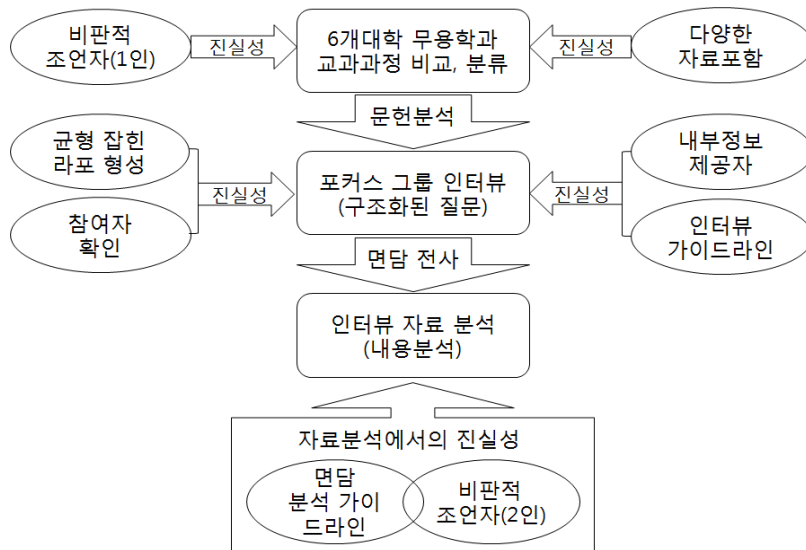 비판적
조언자(1인)
진실성
6개대학 무용학과
교과과정 비교, 분류
진실성
다양한
자료포함
문헌분석
균형 잡힌
라포 형성
참여자
확인
진실성
포커스 그룹 인터뷰
(구조화된 질문)
진실성
내부정보
제공자
인터뷰
가이드라인
면담 전사
인터뷰 자료 분석
(내용분석)
자료분석에서의 진실성
면담
분석 가이
드라인
비판적
조언자(2인)